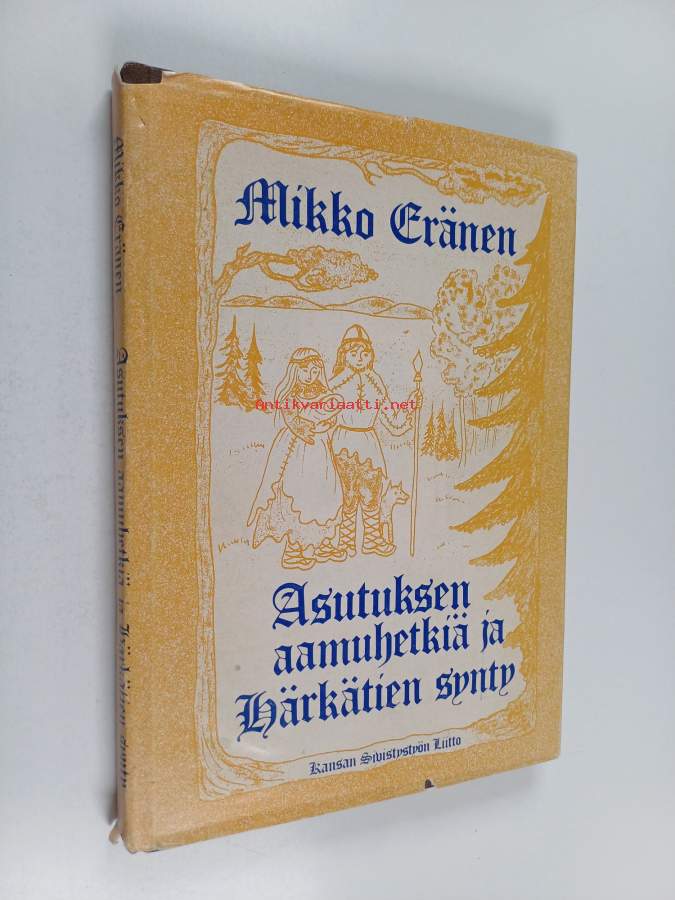 Mikko Eränen
Asutuksen aamuhetkiä ja Härkätien synty
Mikko Eränen
Antikvariaatti.net
Asutuksen
aamuhetkiä ja
Härkätien synty
Kansan Sivistystyön Liitto